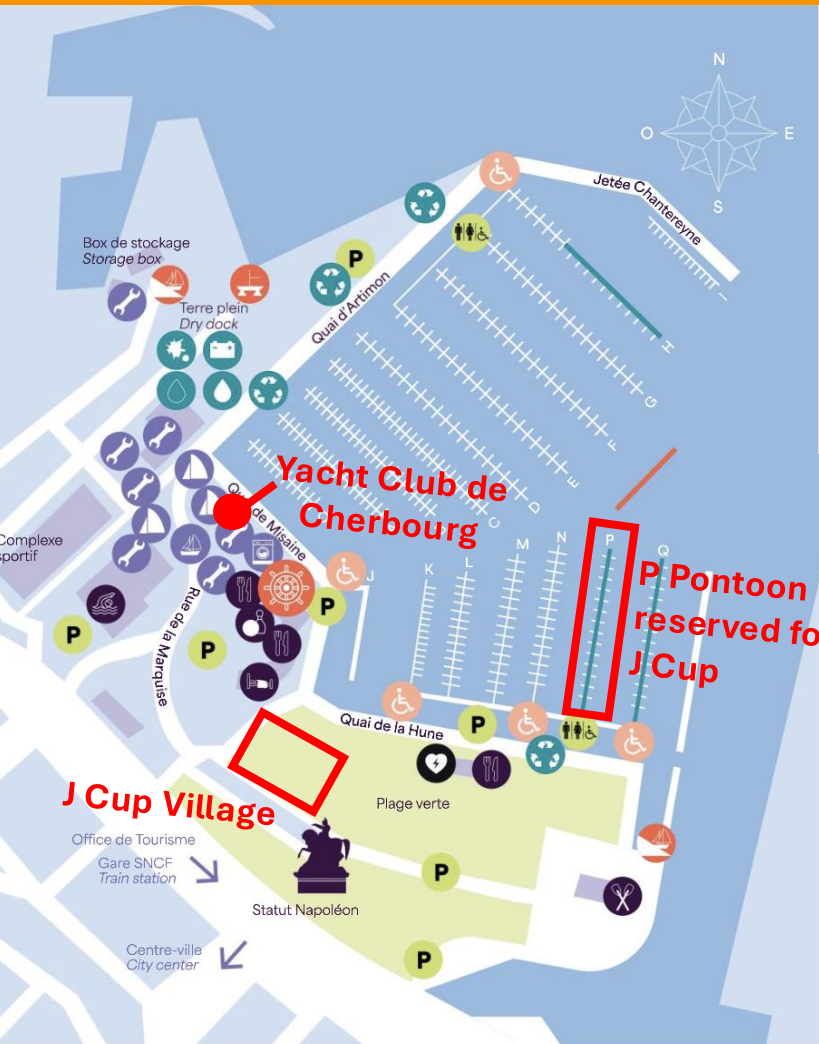 N
O
E
S
Jetée Chantereyne
Box de stockage
Storage box
P
Terre plein
Dry dock
Quai d'Artimon
I
H
G
F
E
D
C
Yacht Club de
Cherbourg
Quai de Misaine
Complexe
sportif
J
K
L
M
N
P
Q
P Pontoon
reserved fo
J Cup
P
P
P
Rue de la Marquise
Quai de la Hune
P
J Cup Village
Plage verte
Office de Tourisme
Gare SNCF
Train station
P
Statut Napoléon
Centre-ville
City center
P